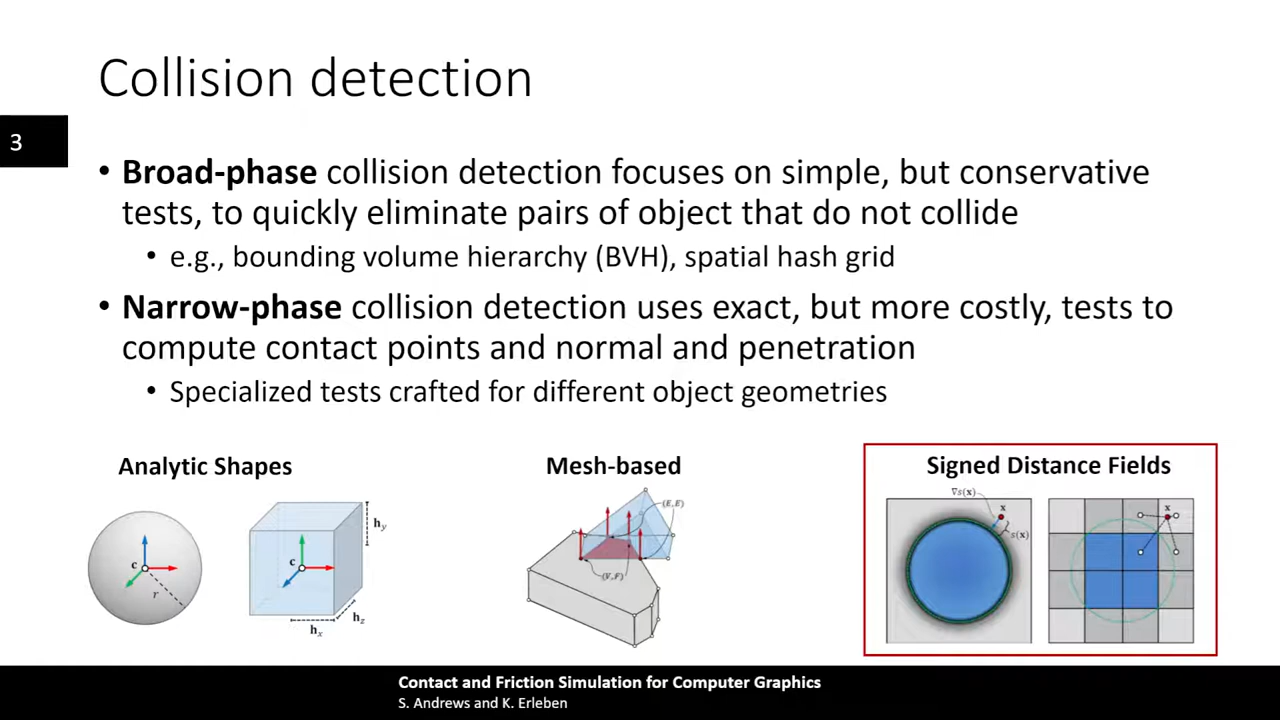 Collision detection
3
• Broad-phase collision detection focuses on simple, but conservative
tests, to quickly eliminate pairs of object that do not collide
• e.g., bounding volume hierarchy (BVH), spatial hash grid
• Narrow-phase collision detection uses exact, but more costly, tests to
compute contact points and normal and penetration
• Specialized tests crafted for different object geometries
Analytic Shapes
Mesh-based
Signed Distance Fields
c
r
c
h_y
h_x
h_z
(E,E)
(V,F)
∇s(x)
x
s(x)
x
Contact and Friction Simulation for Computer Graphics
S. Andrews and K. Erleben